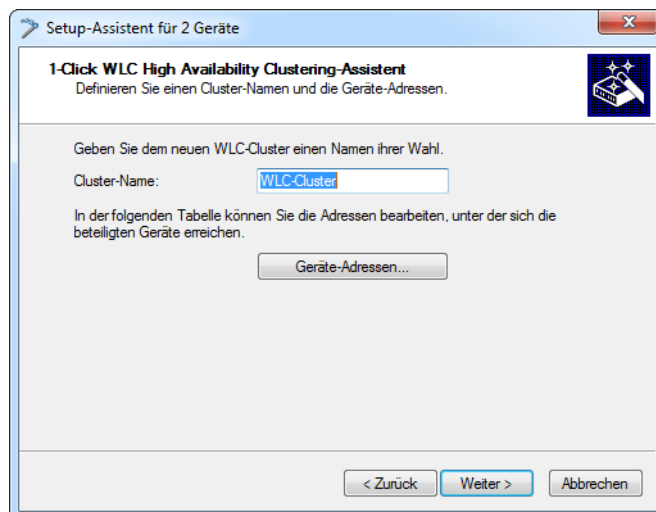 Setup-Assistent für 2 Geräte
1-Click WLC High Availability Clustering-Assistent
Definieren Sie einen Cluster-Namen und die Geräte-Adressen.
Geben Sie dem neuen WLC-Cluster einen Namen ihrer Wahl.
Cluster-Name:
WLC-Cluster
In der folgenden Tabelle können Sie die Adressen bearbeiten, unter der sich die
beteiligten Geräte erreichen.
Geräte-Adressen...
< Zurück
Weiter >
Abbrechen